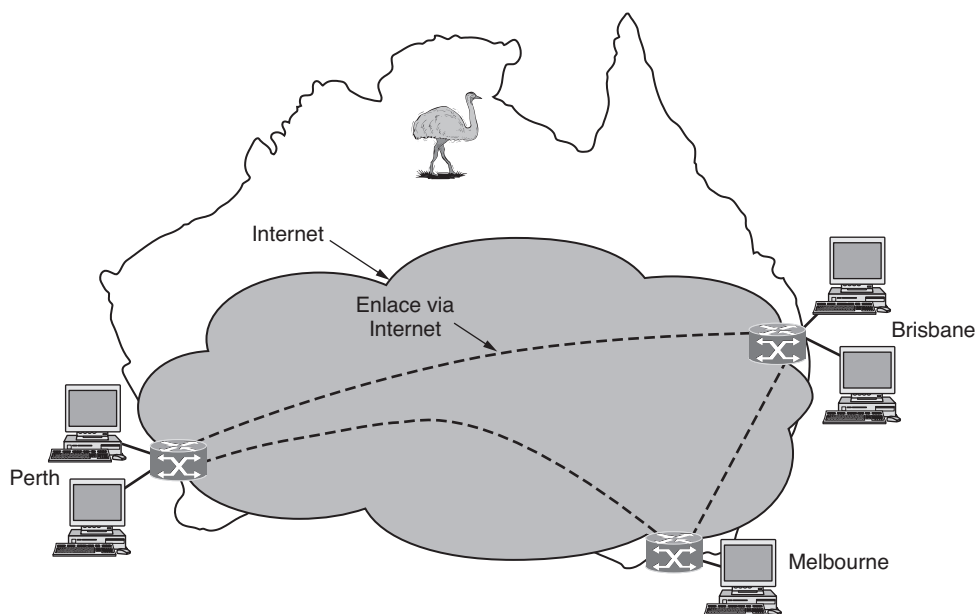 Internet
Enlace via
Internet
Brisbane
Perth
Melbourne